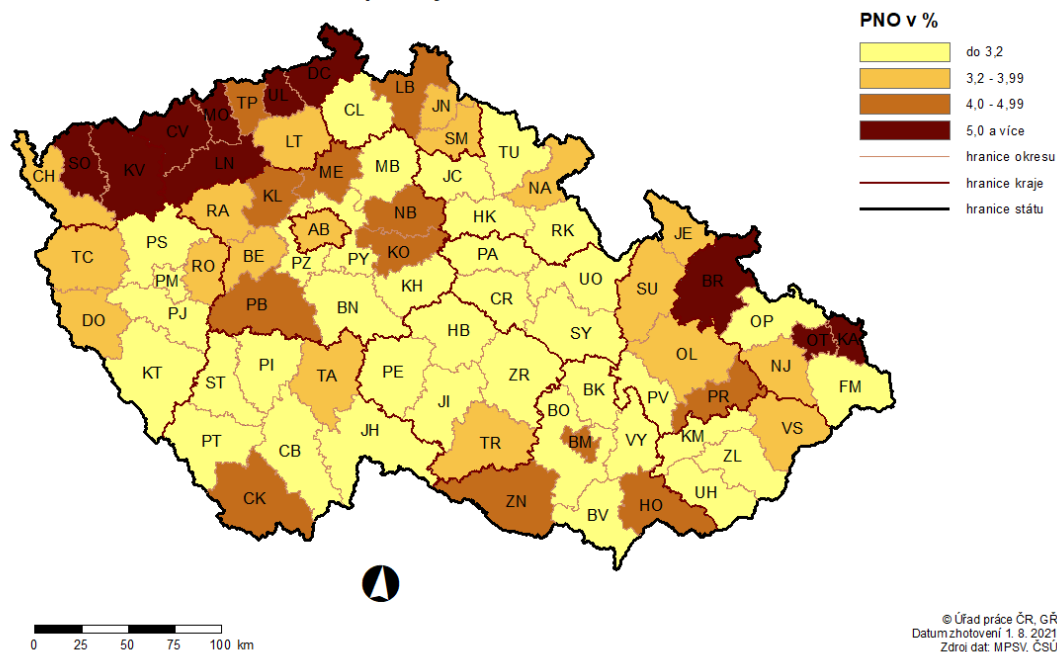 PNO v %
do 3,2
3,2 - 3,99
4,0 - 4,99
5,0 a více
hranice okresu
hranice kraje
hranice státu
DC
LB
UL
TP
JN
MO
CL
CV
LT
SM
TU
SO
LN
ME
MB
KV
JC
CH
NA
KL
RA
NB
HK
AB
RK
JE
PS
BE
KO
PA
TC
RO
PZ
PY
BR
PM
UO
KH
SU
CR
PB
BN
PJ
OP
DO
HB
SY
OT
KA
OL
NJ
KT
ST
PI
TA
PE
ZR
BK
FM
JI
PV
PR
BO
VS
JH
KM
PT
CB
TR
BM
VY
ZL
UH
CK
ZN
HO
BV
0 25 50 75 100 km
© Úřad práce ČR, GŘ
Datum zhotovení 1. 8. 2021
Zdroj dat: MPSV, ČSÚ